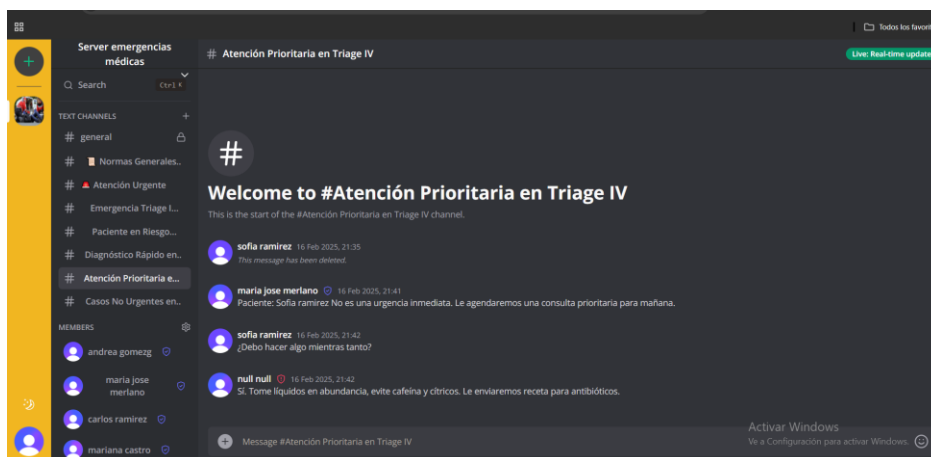 Todos los favorit
Server emergencias
médicas
Search
Ctrl K
TEXT CHANNELS
general
Normas Generales..
Atención Urgente
Emergencia Triage I...
Paciente en Riesgo...
Diagnóstico Rápido en..
Atención Prioritaria e...
Casos No Urgentes en..
MEMBERS
andrea gomezg
maria jose
merlano
carlos ramirez
mariana castro
# Atención Prioritaria en Triage IV
Live: Real-time update
#
Welcome to #Atención Prioritaria en Triage IV
This is the start of the #Atención Prioritaria en Triage IV channel.
sofia ramirez 16 Feb 2025, 21:35
This message has been deleted.
maria jose merlano 16 Feb 2025, 21:41
Paciente: Sofia ramirez No es una urgencia inmediata. Le agendaremos una consulta prioritaria para mañana.
sofia ramirez 16 Feb 2025, 21:42
¿Debo hacer algo mientras tanto?
null null 16 Feb 2025, 21:42
Sí. Tome líquidos en abundancia, evite cafeína y cítricos. Le enviaremos receta para antibióticos.
Message #Atención Prioritaria en Triage IV
Activar Windows
Ve a Configuración para activar Windows.